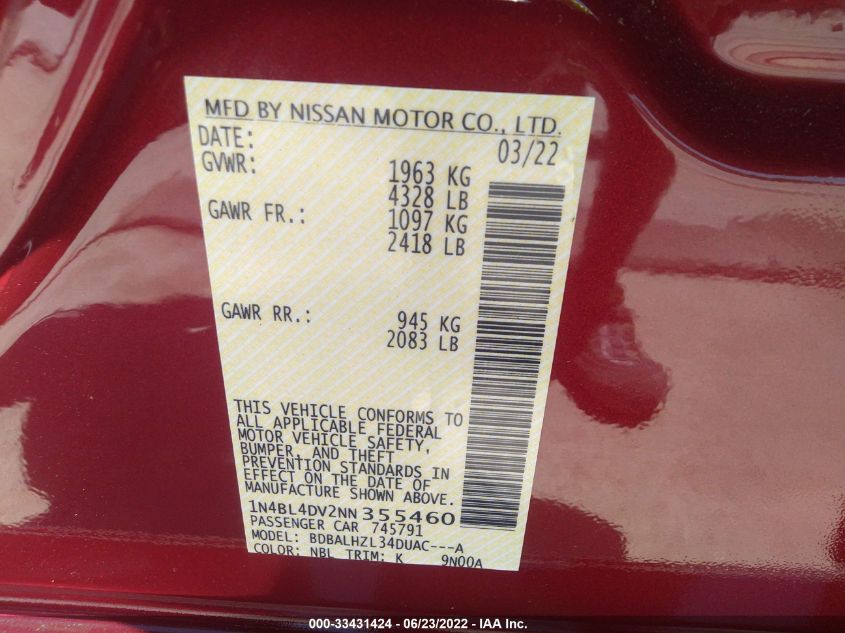 MFD BY NISSAN MOTOR CO., LTD.
DATE: 03/22
GVWR: 1963 KG
4328 LB
GAWR FR.: 1097 KG
2418 LB
GAWR RR.: 945 KG
2083 LB
THIS VEHICLE CONFORMS TO
ALL APPLICABLE FEDERAL
MOTOR VEHICLE SAFETY,
BUMPER, AND THEFT
PREVENTION STANDARDS IN
EFFECT ON THE DATE OF
MANUFACTURE SHOWN ABOVE.
1N4BL4DV2NN355460
PASSENGER CAR 745791
MODEL: BDBALHZL34DUAC---A
COLOR: NBL TRIM: K 9N00A
000-33431424 - 06/23/2022 - IAA Inc.